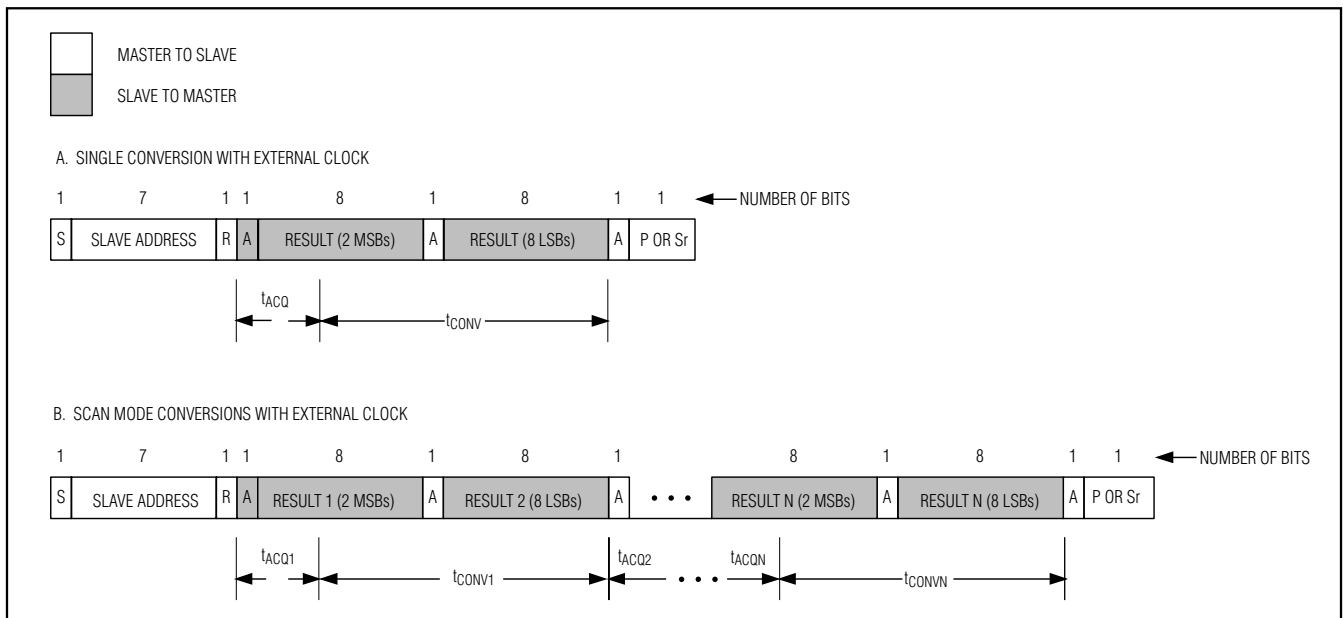 MASTER TO SLAVE
SLAVE TO MASTER
A. SINGLE CONVERSION WITH EXTERNAL CLOCK
1 7 1 1 8 1 8 1 1 NUMBER OF BITS
S SLAVE ADDRESS R A RESULT (2 MSBs) A RESULT (8 LSBs) A P OR Sr
tACQ
tCONV
B. SCAN MODE CONVERSIONS WITH EXTERNAL CLOCK
1 7 1 1 8 1 8 1 8 1 8 1 1 NUMBER OF BITS
S SLAVE ADDRESS R A RESULT 1 (2 MSBs) A RESULT 2 (8 LSBs) A • • • RESULT N (2 MSBs) A RESULT N (8 LSBs) A P OR Sr
tACQ1 tACQ2 tACQN
tCONV1 • • • tCONVN